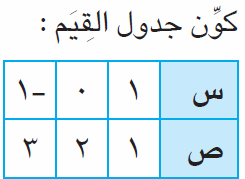 كوِّن جدول القِيَم :
س ١ ٠ –١
ص ١ ٢ ٣